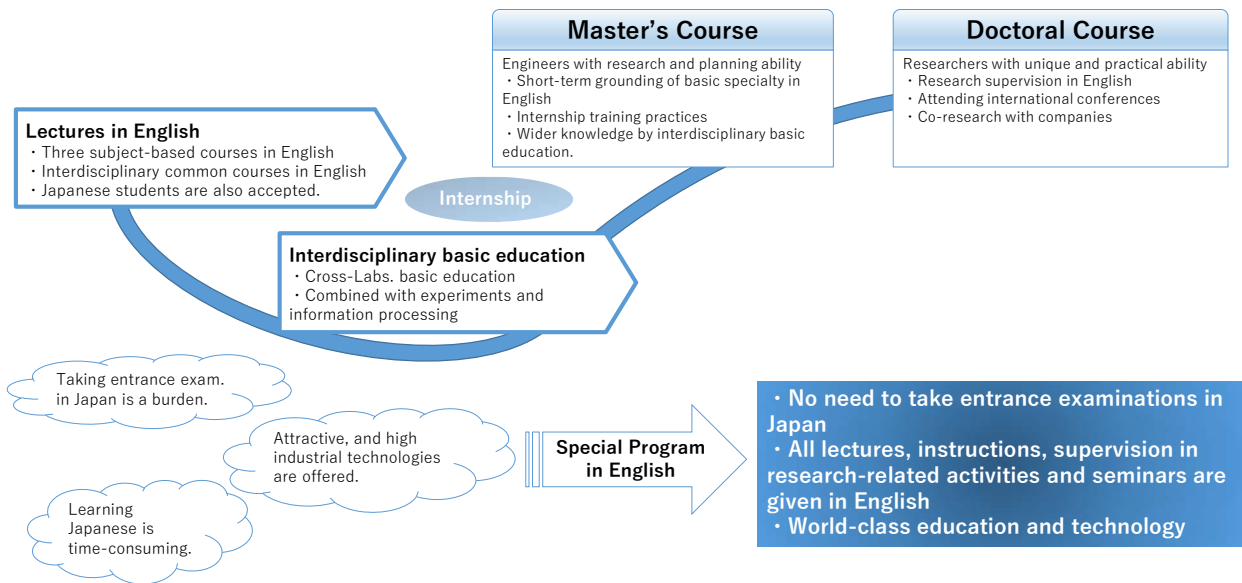 Master's Course
Engineers with research and planning ability
・Short-term grounding of basic specialty in
English
・Internship training practices
・Wider knowledge by interdisciplinary basic
education.
Doctoral Course
Researchers with unique and practical ability
・Research supervision in English
・Attending international conferences
・Co-research with companies
Lectures in English
・Three subject-based courses in English
・Interdisciplinary common courses in English
・Japanese students are also accepted.
Internship
Interdisciplinary basic education
・Cross-Labs. basic education
・Combined with experiments and
information processing
Taking entrance exam.
in Japan is a burden.
Attractive, and high
industrial technologies
are offered.
Learning
Japanese is
time-consuming.
Special Program
in English
・No need to take entrance examinations in
Japan
・All lectures, instructions, supervision in
research-related activities and seminars are
given in English
・World-class education and technology